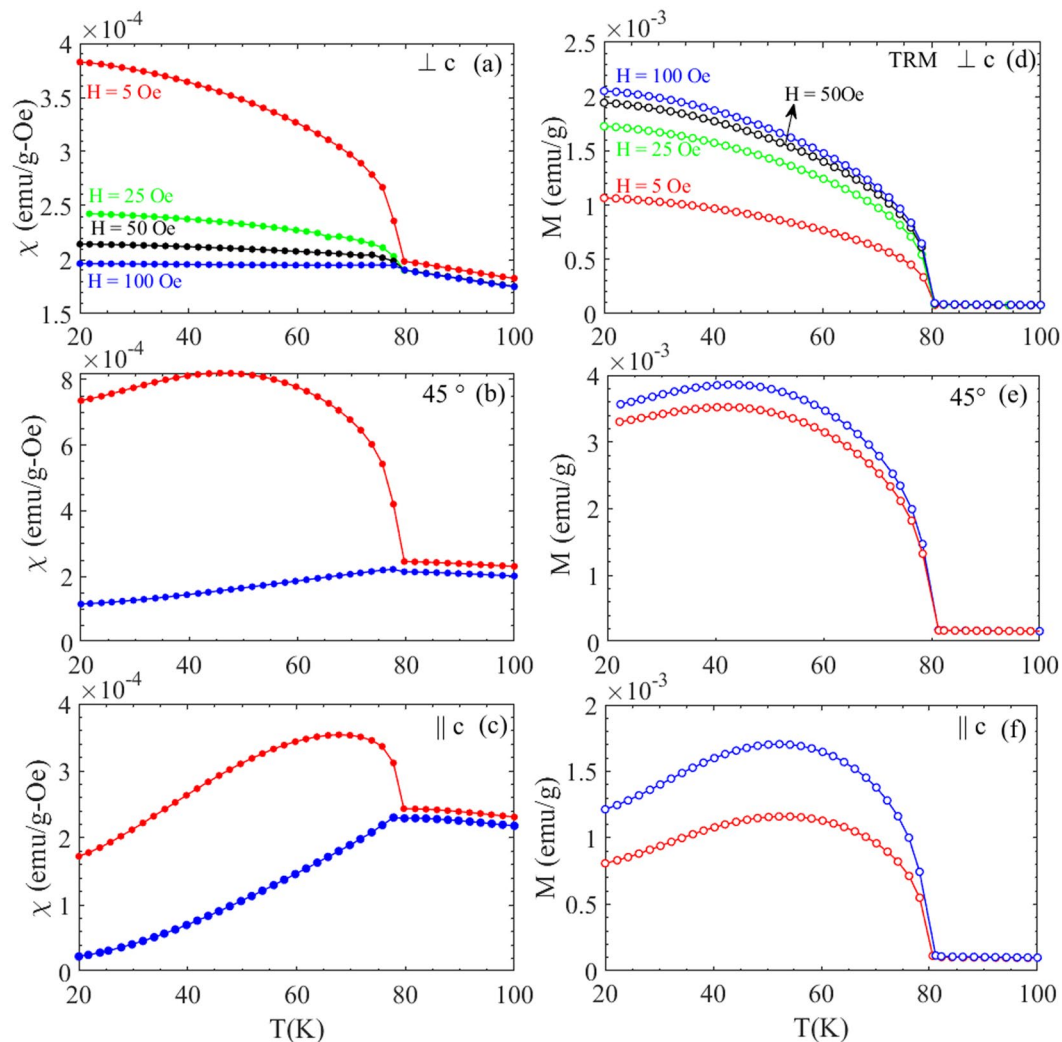 ×10⁻⁴
4
3.5
3
2.5
2
1.5
χ (emu/g-Oe)
⊥ c (a)
H = 5 Oe
H = 25 Oe
H = 50 Oe
H = 100 Oe
20 40 60 80 100
×10⁻³
2.5
2
1.5
1
0.5
0
M (emu/g)
TRM ⊥ c (d)
H = 100 Oe
H = 50Oe
H = 25 Oe
H = 5 Oe
20 40 60 80 100
×10⁻⁴
8
6
4
2
0
χ (emu/g-Oe)
45 ° (b)
20 40 60 80 100
×10⁻³
4
3
2
1
0
M (emu/g)
45° (e)
20 40 60 80 100
×10⁻⁴
4
3
2
1
0
χ (emu/g-Oe)
|| c (c)
20 40 60 80 100
T(K)
×10⁻³
2
1.5
1
0.5
0
M (emu/g)
|| c (f)
20 40 60 80 100
T(K)